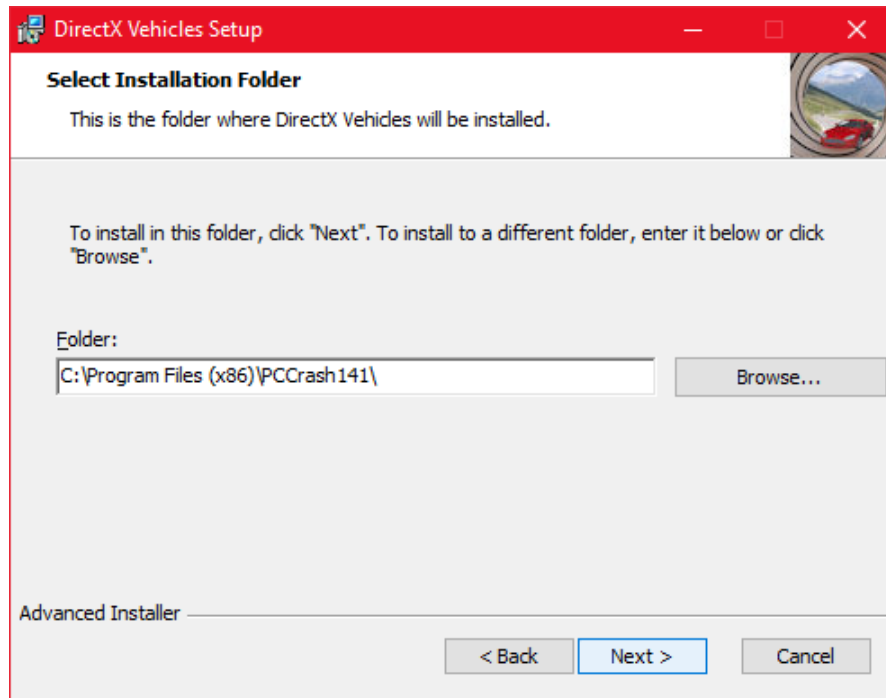 DirectX Vehicles Setup
Select Installation Folder
This is the folder where DirectX Vehicles will be installed.
To install in this folder, click "Next". To install to a different folder, enter it below or click
"Browse".
Folder:
C:\Program Files (x86)\PCCrash141\
Browse...
Advanced Installer
< Back
Next >
Cancel